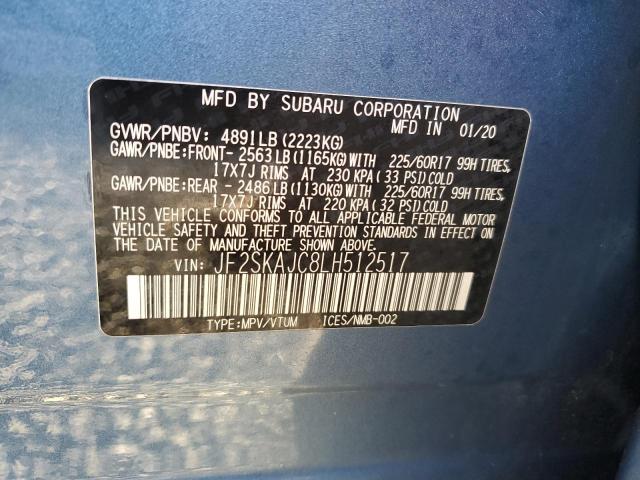 MFD BY SUBARU CORPORATION
MFD IN 01/20
GVWR/PNBV: 4891LB(2223KG)
GAWR/PNBE:FRONT- 2563LB(1165KG)WITH 225/60R17 99H TIRES,
17X7J RIMS AT 230 KPA(33 PSI)COLD
GAWR/PNBE:REAR - 2486LB(1130KG)WITH 225/60R17 99H TIRES,
17X7J RIMS AT 220 KPA(32 PSI)COLD
THIS VEHICLE CONFORMS TO ALL APPLICABLE FEDERAL MOTOR
VEHICLE SAFETY AND THEFT PREVENTION STANDARDS IN EFFECT
ON THE DATE OF MANUFACTURE SHOWN ABOVE.
VIN: JF2SKAJC8LH512517
TYPE:MPV/VTUM ICES/NMB-002